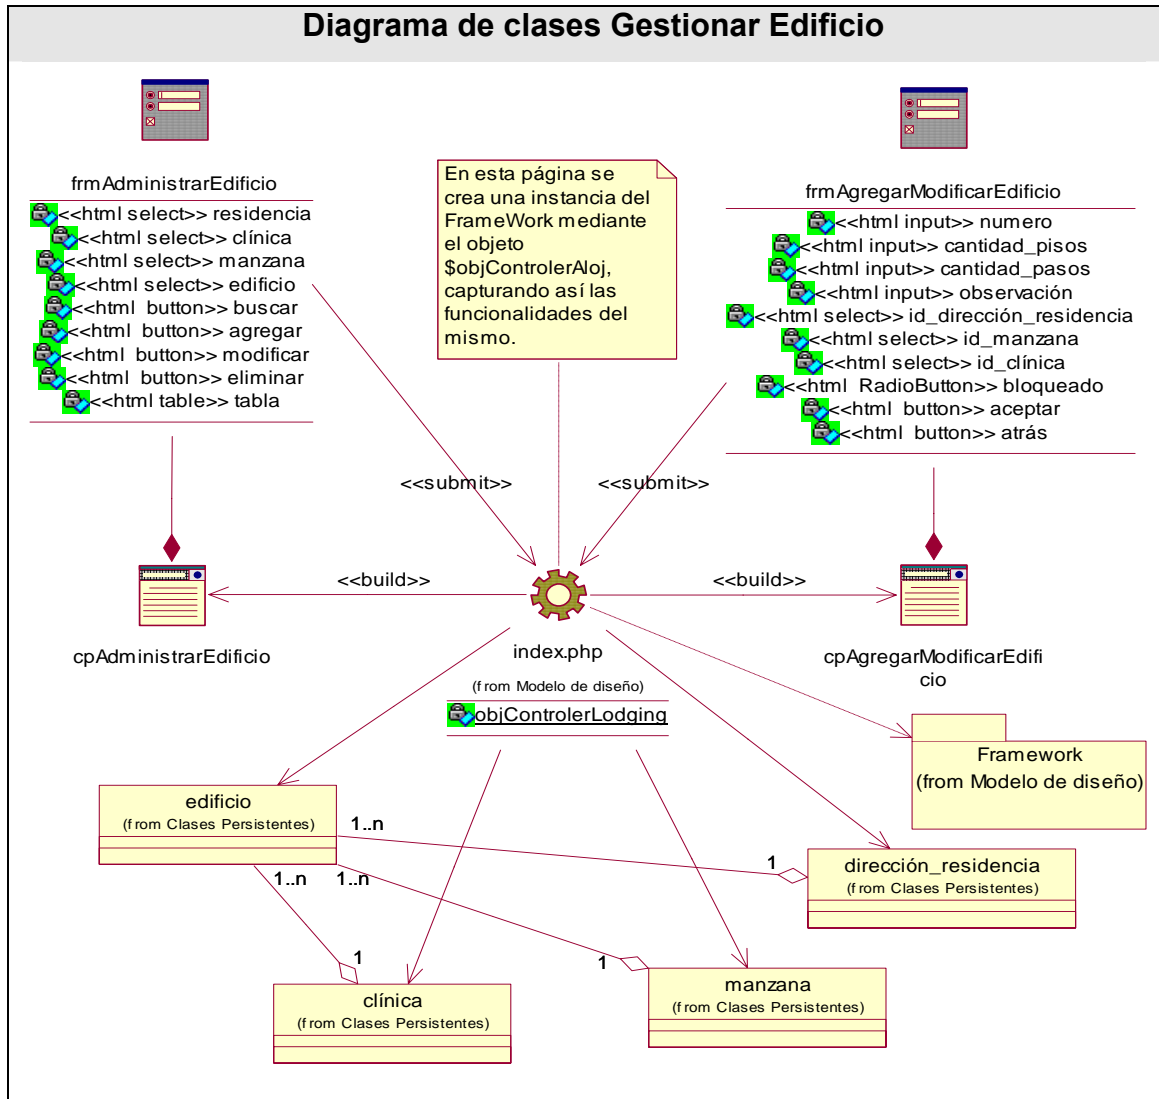 Diagrama de clases Gestionar Edificio
frmAdministrarEdificio
<<html select>> residencia
<<html select>> clínica
<<html select>> manzana
<<html select>> edificio
<<html button>> buscar
<<html button>> agregar
<<html button>> modificar
<<html button>> eliminar
<<html table>> tabla
En esta página se
crea una instancia del
FrameWork mediante
el objeto
$objControlerAloj,
capturando así las
funcionalidades del
mismo.
frmAgregarModificarEdificio
<<html input>> numero
<<html input>> cantidad_pisos
<<html input>> cantidad_pasos
<<html input>> observación
<<html select>> id_dirección_residencia
<<html select>> id_manzana
<<html select>> id_clínica
<<html RadioButton>> bloqueado
<<html button>> aceptar
<<html button>> atrás
<<submit>>
<<submit>>
<<build>>
<<build>>
cpAdministrarEdificio
index.php
(from Modelo de diseño)
objControlerLodging
cpAgregarModificarEdifi
cio
Framework
(from Modelo de diseño)
edificio
(from Clases Persistentes)
1..n
1..n
1..n
1
dirección_residencia
(from Clases Persistentes)
1
1
clínica
(from Clases Persistentes)
manzana
(from Clases Persistentes)